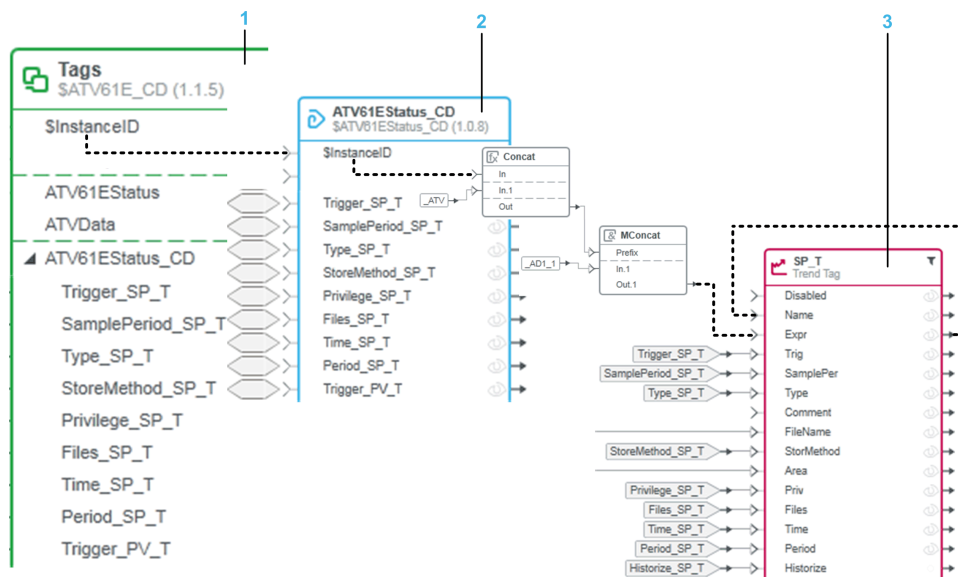 1
2
3
Tags
$ATV61E_CD (1.1.5)
$InstanceID
ATV61EStatus
ATVData
ATV61EStatus_CD
Trigger_SP_T
SamplePeriod_SP_T
Type_SP_T
StoreMethod_SP_T
Privilege_SP_T
Files_SP_T
Time_SP_T
Period_SP_T
Trigger_PV_T
ATV61EStatus_CD
$ATV61EStatus_CD (1.0.8)
$InstanceID
Trigger_SP_T
SamplePeriod_SP_T
Type_SP_T
StoreMethod_SP_T
Privilege_SP_T
Files_SP_T
Time_SP_T
Period_SP_T
Trigger_PV_T
_ATV
fx Concat
In
In.1
Out
_AD1_1
& MConcat
Prefix
In.1
Out.1
Trigger_SP_T
SamplePeriod_SP_T
Type_SP_T
StoreMethod_SP_T
Privilege_SP_T
Files_SP_T
Time_SP_T
Period_SP_T
Historize_SP_T
SP_T
Trend Tag
Disabled
Name
Expr
Trig
SamplePer
Type
Comment
FileName
StorMethod
Area
Priv
Files
Time
Period
Historize